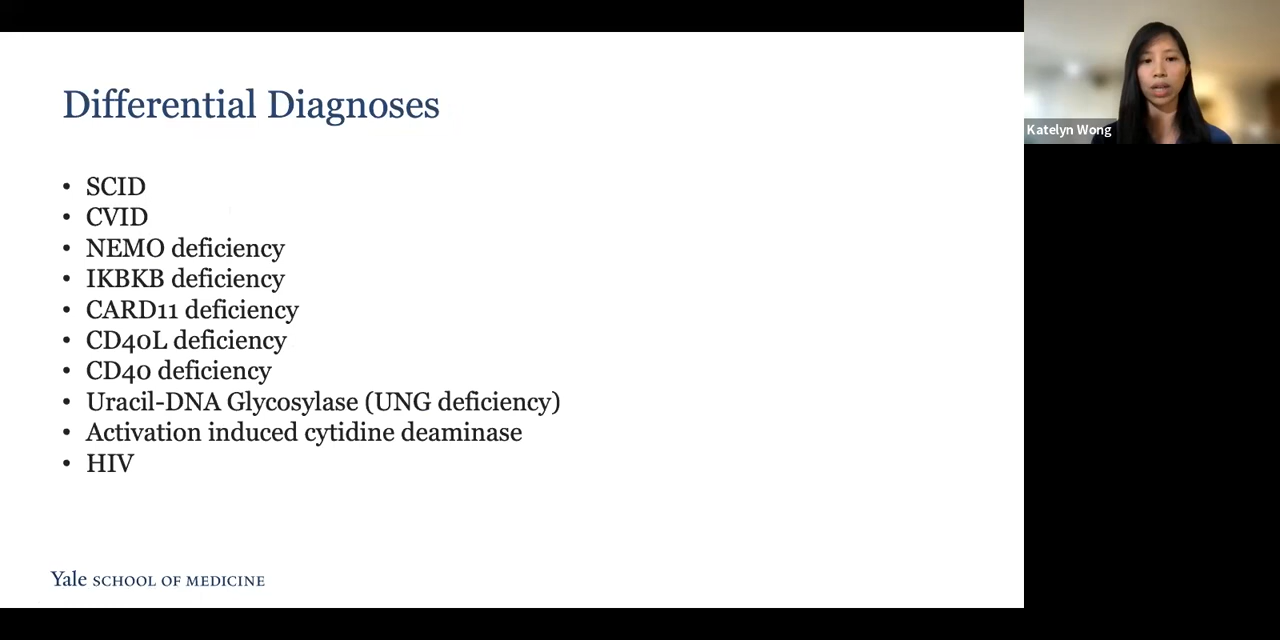 Differential Diagnoses
• SCID
• CVID
• NEMO deficiency
• IKBKB deficiency
• CARD11 deficiency
• CD40L deficiency
• CD40 deficiency
• Uracil-DNA Glycosylase (UNG deficiency)
• Activation induced cytidine deaminase
• HIV
Yale SCHOOL OF MEDICINE
Katelyn Wong